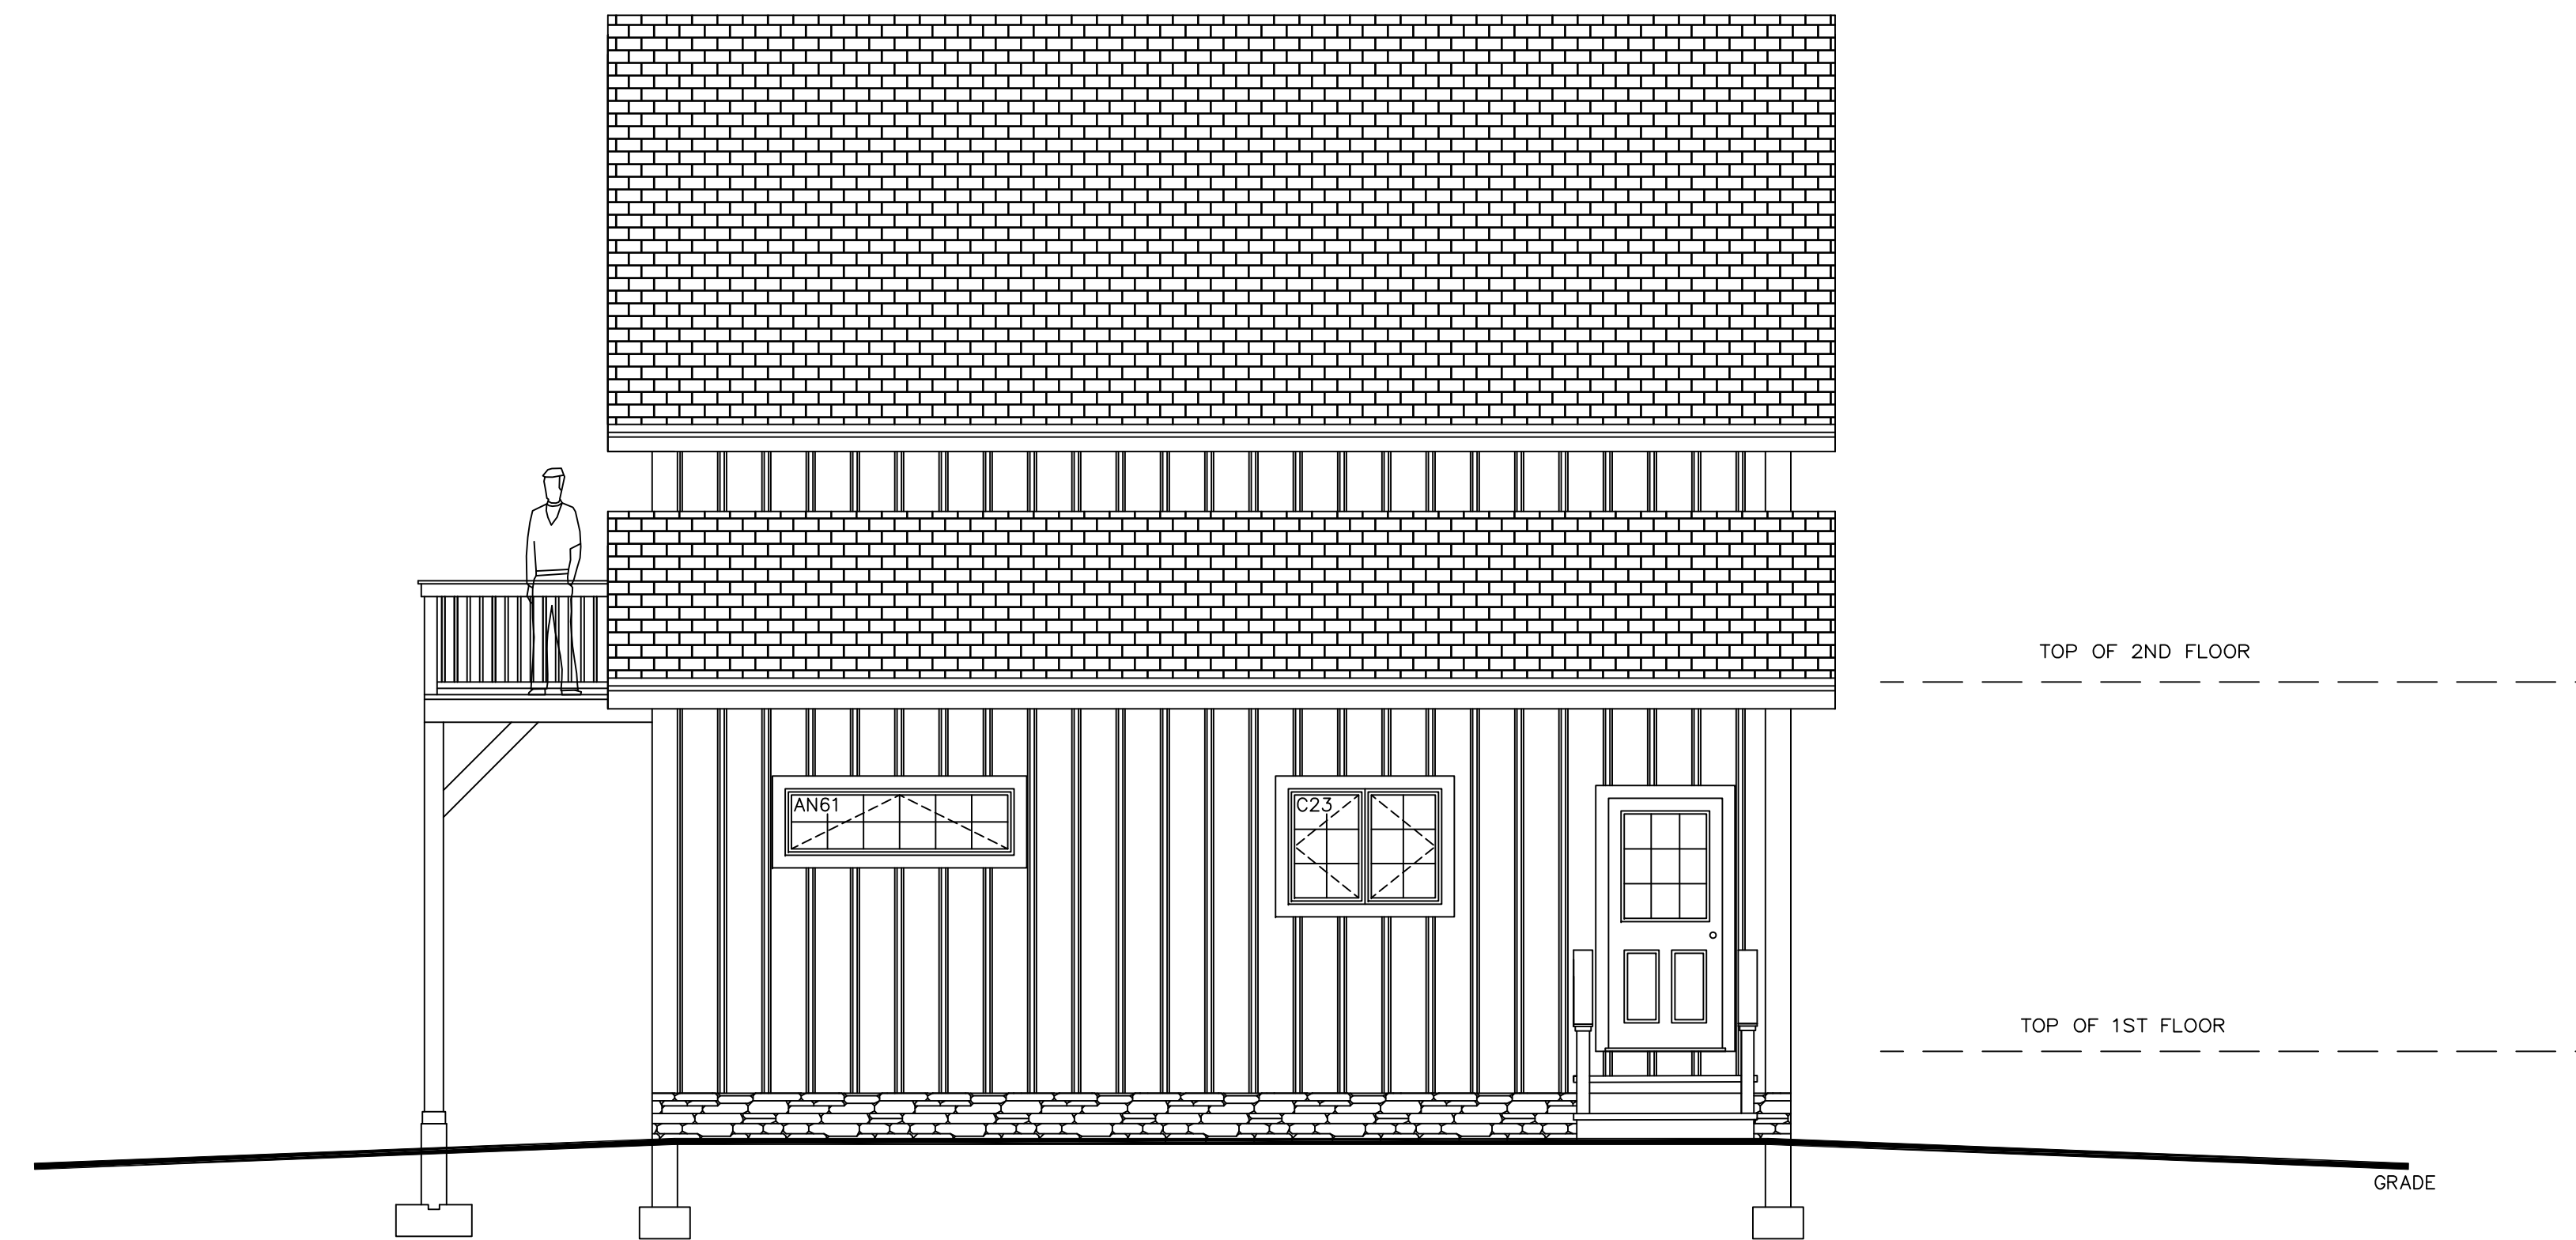 TOP OF 2ND FLOOR
AN61
C23
TOP OF 1ST FLOOR
GRADE